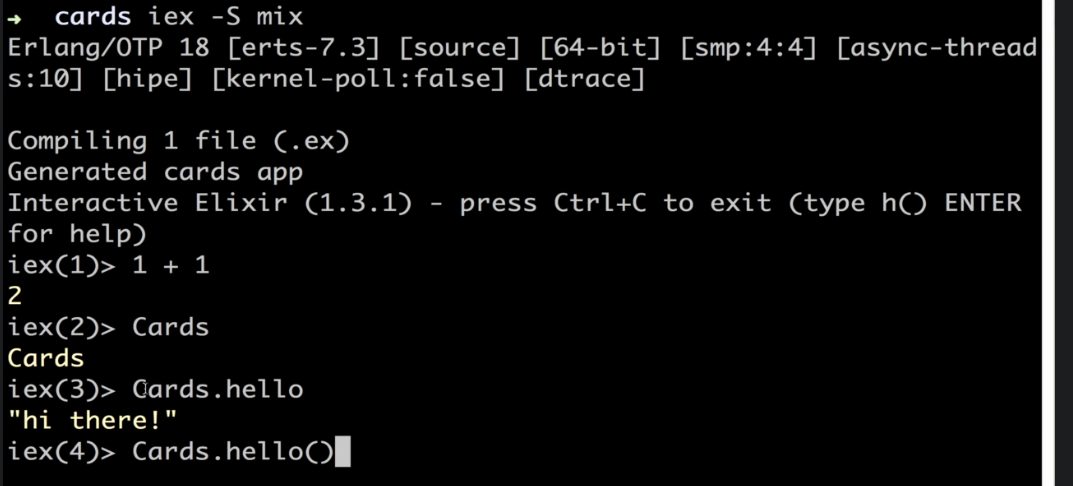 ➜ cards iex -S mix
Erlang/OTP 18 [erts-7.3] [source] [64-bit] [smp:4:4] [async-thread
s:10] [hipe] [kernel-poll:false] [dtrace]
Compiling 1 file (.ex)
Generated cards app
Interactive Elixir (1.3.1) - press Ctrl+C to exit (type h() ENTER
for help)
iex(1)> 1 + 1
2
iex(2)> Cards
Cards
iex(3)> Cards.hello
"hi there!"
iex(4)> Cards.hello()